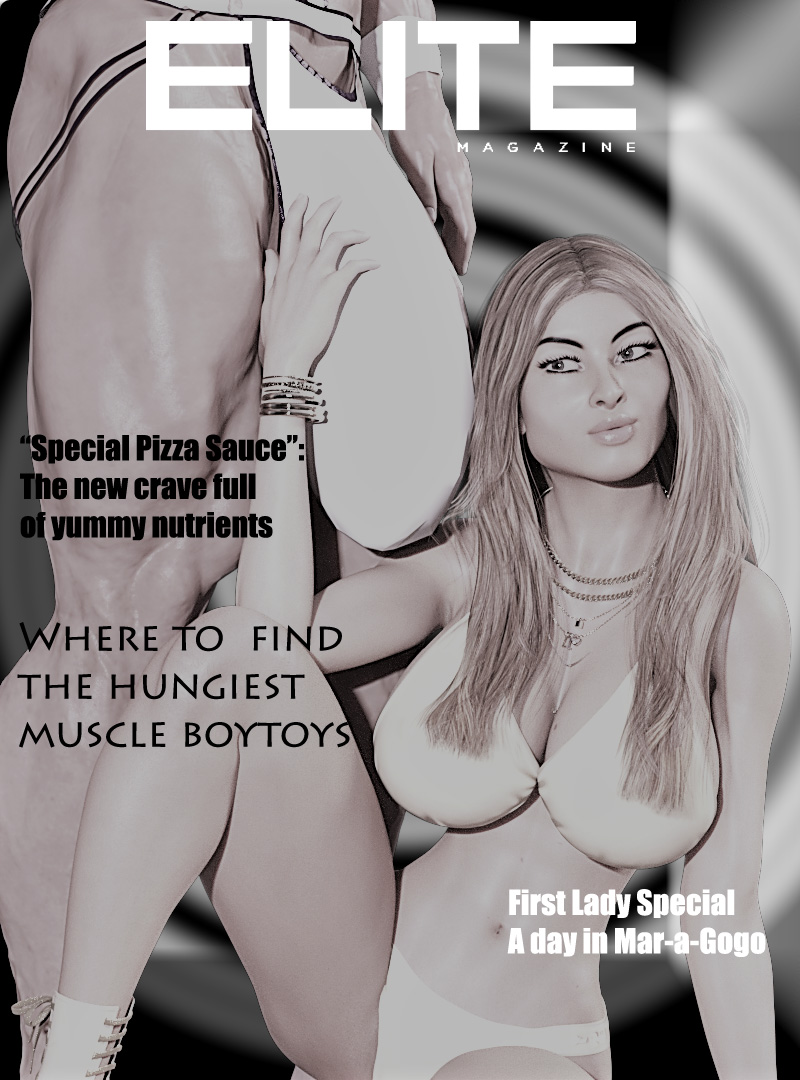 ELITE
MAGAZINE
“Special Pizza Sauce”:
The new crave full
of yummy nutrients
WHERE TO FIND
THE HUNGIEST
MUSCLE BOYTOYS
First Lady Special
A day in Mar-a-Gogo